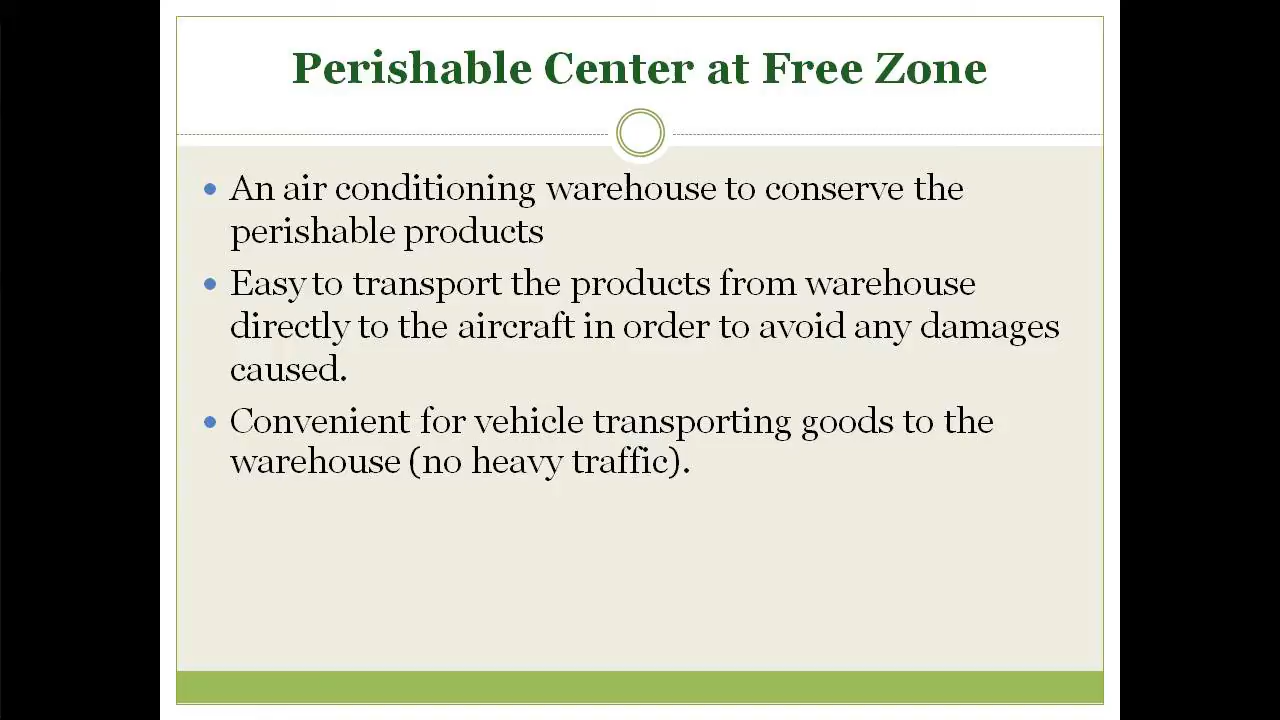 Perishable Center at Free Zone
• An air conditioning warehouse to conserve the
perishable products
• Easy to transport the products from warehouse
directly to the aircraft in order to avoid any damages
caused.
• Convenient for vehicle transporting goods to the
warehouse (no heavy traffic).